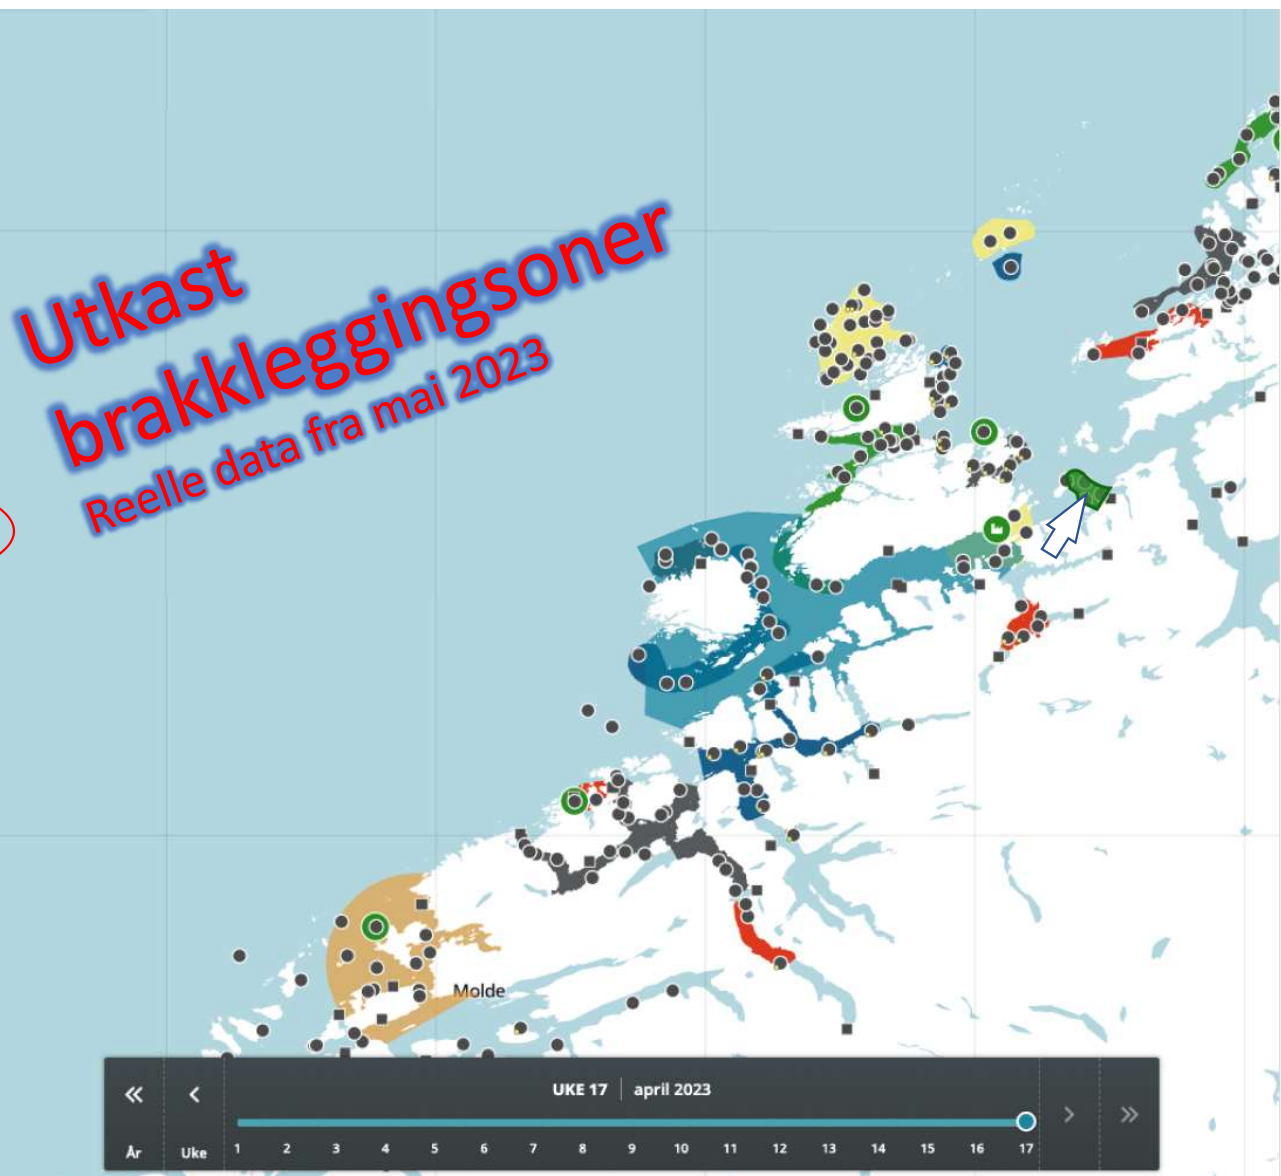 Utkast
brakkleggingsoner
Reelle data fra mai 2023
Molde
UKE 17 | april 2023
År Uke 1 2 3 4 5 6 7 8 9 10 11 12 13 14 15 16 17